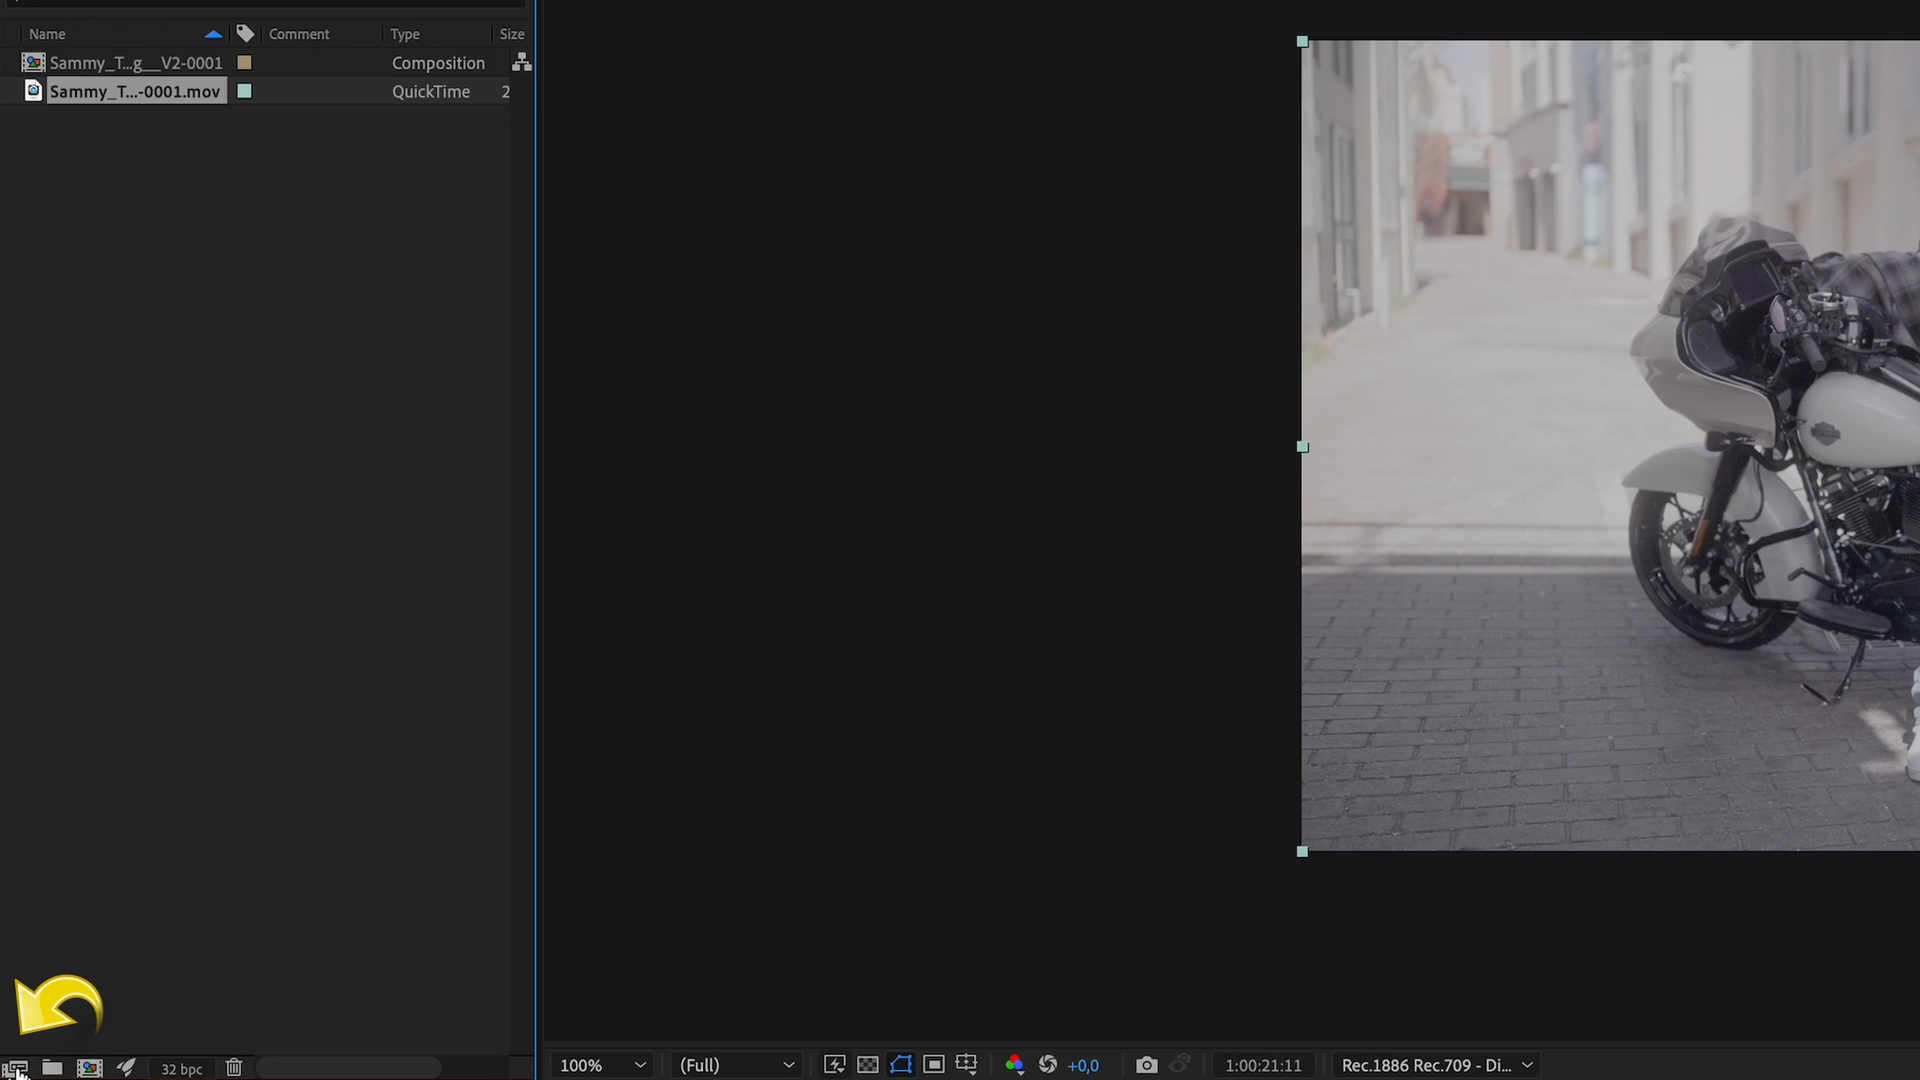 Name Comment Type Size
Sammy_T...g__V2-0001 Composition
Sammy_T...-0001.mov QuickTime 2
32 bpc
100% (Full) +0,0 1:00:21:11 Rec.1886 Rec.709 - Di...